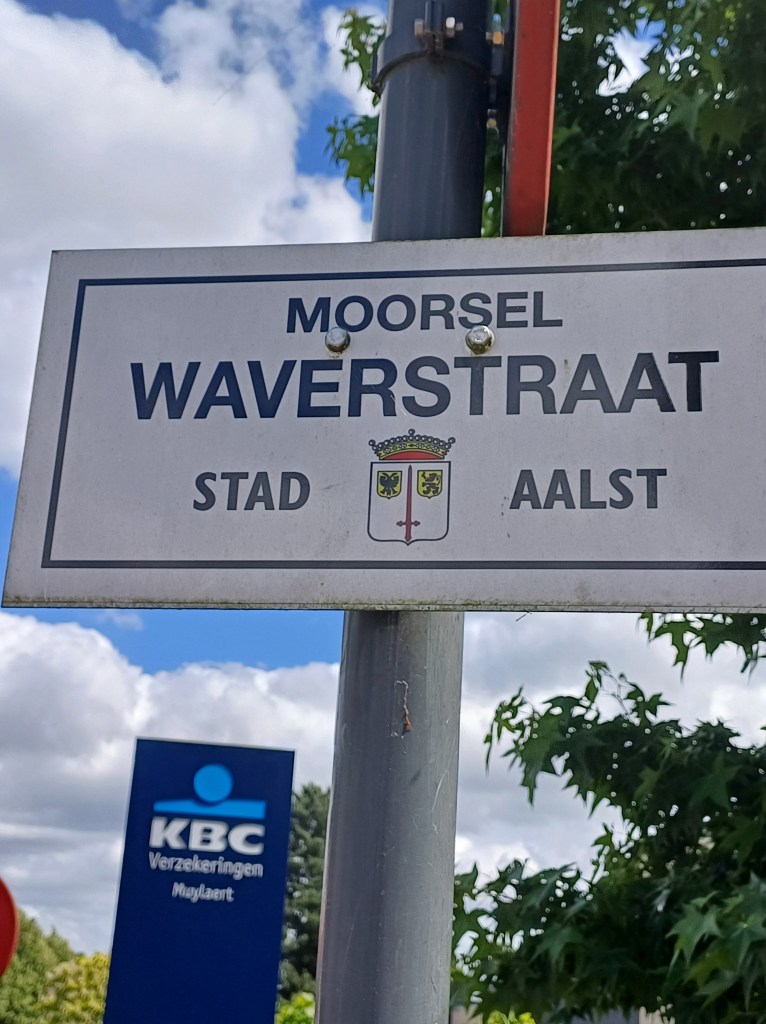 MOORSEL
WAVERSTRAAT
STAD AALST
KBC
Verzekeringen
Muylaert